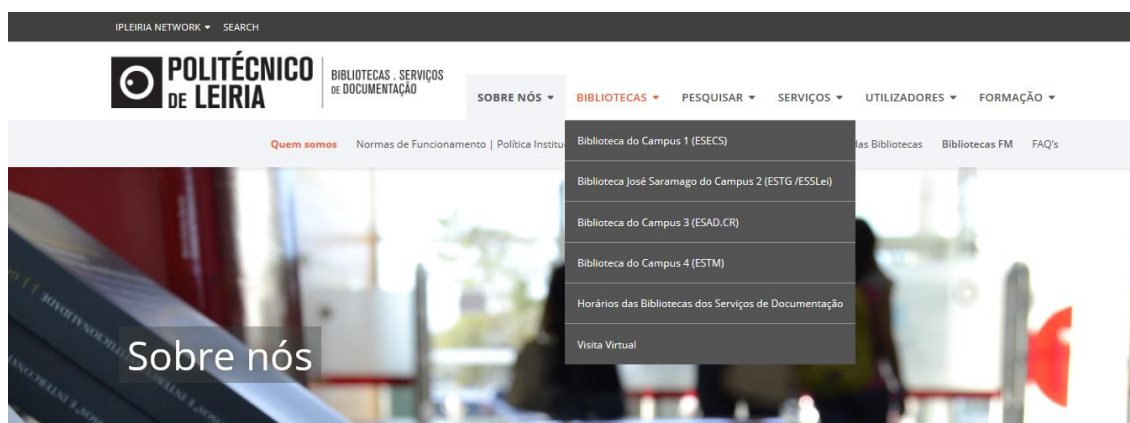 IPLEIRIA NETWORK SEARCH
POLITÉCNICO
DE LEIRIA
BIBLIOTECAS . SERVIÇOS
DE DOCUMENTAÇÃO
SOBRE NÓS BIBLIOTECAS PESQUISAR SERVIÇOS UTILIZADORES FORMAÇÃO
Quem somos Normas de Funcionamento | Política das Bibliotecas Bibliotecas FM FAQ's
Biblioteca do Campus 1 (ESECS)
Biblioteca José Saramago do Campus 2 (ESTG /ESSLei)
Biblioteca do Campus 3 (ESAD.CR)
Biblioteca do Campus 4 (ESTM)
Horários das Bibliotecas dos Serviços de Documentação
Visita Virtual
Sobre nós